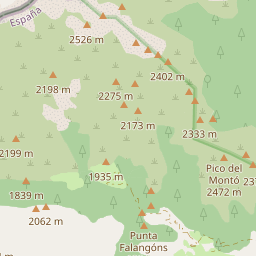 España
2526 m
2402 m
2198 m
2275 m
2173 m
2333 m
2199 m
1935 m
Pico del
Montó
2472 m
1839 m
2062 m
Punta
Falangóns